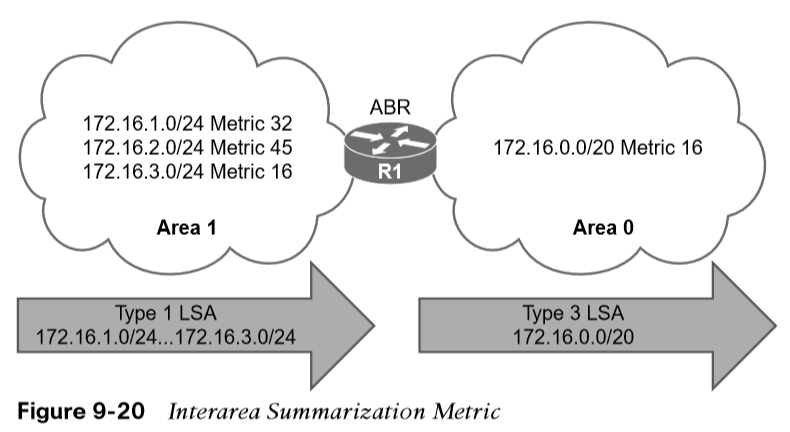 ABR
172.16.1.0/24 Metric 32
172.16.2.0/24 Metric 45
172.16.3.0/24 Metric 16
172.16.0.0/20 Metric 16
R1
Area 1
Area 0
Type 1 LSA
172.16.1.0/24...172.16.3.0/24
Type 3 LSA
172.16.0.0/20
Figure 9-20 Interarea Summarization Metric